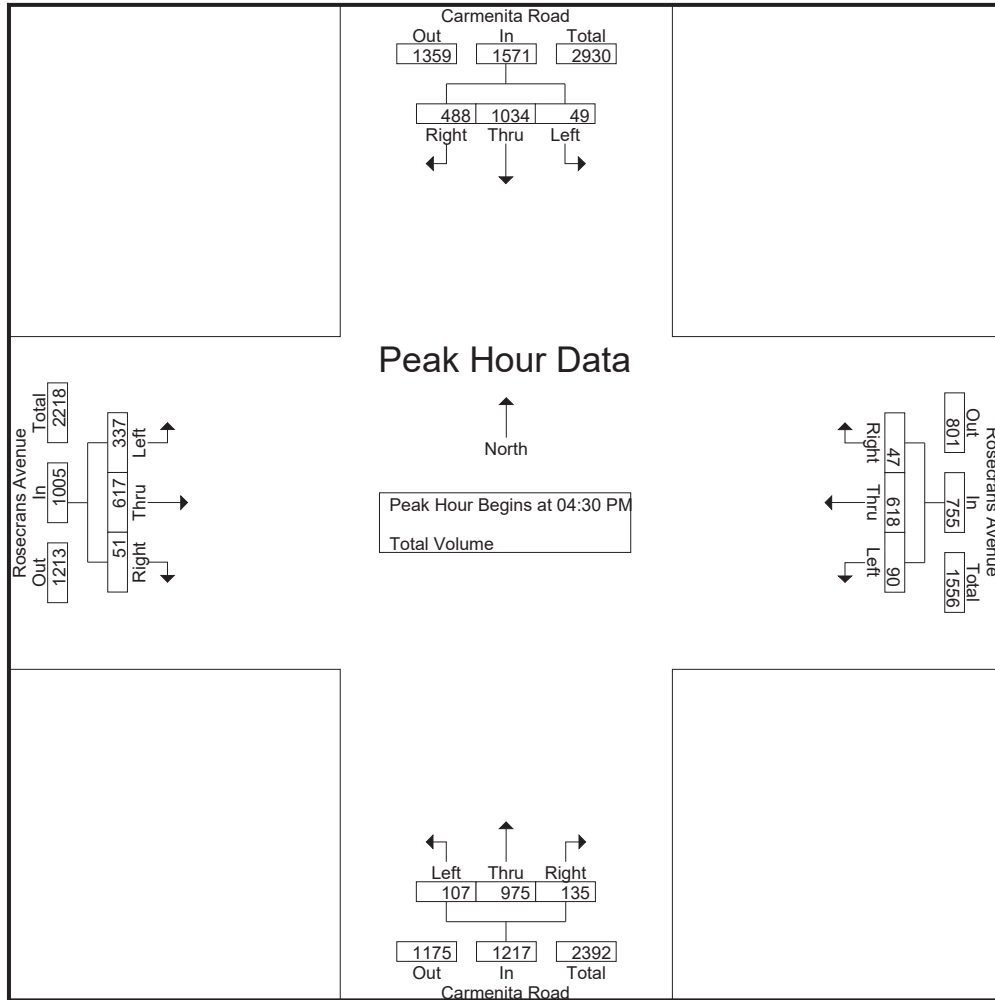 Carmenita Road
Out In Total
1359 1571 2930
488 1034 49
Right Thru Left
Peak Hour Data
North
Peak Hour Begins at 04:30 PM
Total Volume
Rosecrans Avenue
Out In Total
1213 1005 2218
337 617 51
Left Thru Right
Rosecrans Avenue
Out In Total
801 755 1556
47 618 90
Right Thru Left
Left Thru Right
107 975 135
1175 1217 2392
Out In Total
Carmenita Road